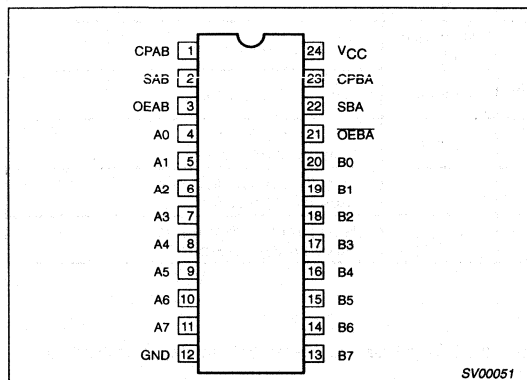 CPAB 1 24 VCC
SAB 2 23 CPBA
OEAB 3 22 SBA
A0 4 21 O̅E̅B̅A̅
A1 5 20 B0
A2 6 19 B1
A3 7 18 B2
A4 8 17 B3
A5 9 16 B4
A6 10 15 B5
A7 11 14 B6
GND 12 13 B7
SV00051